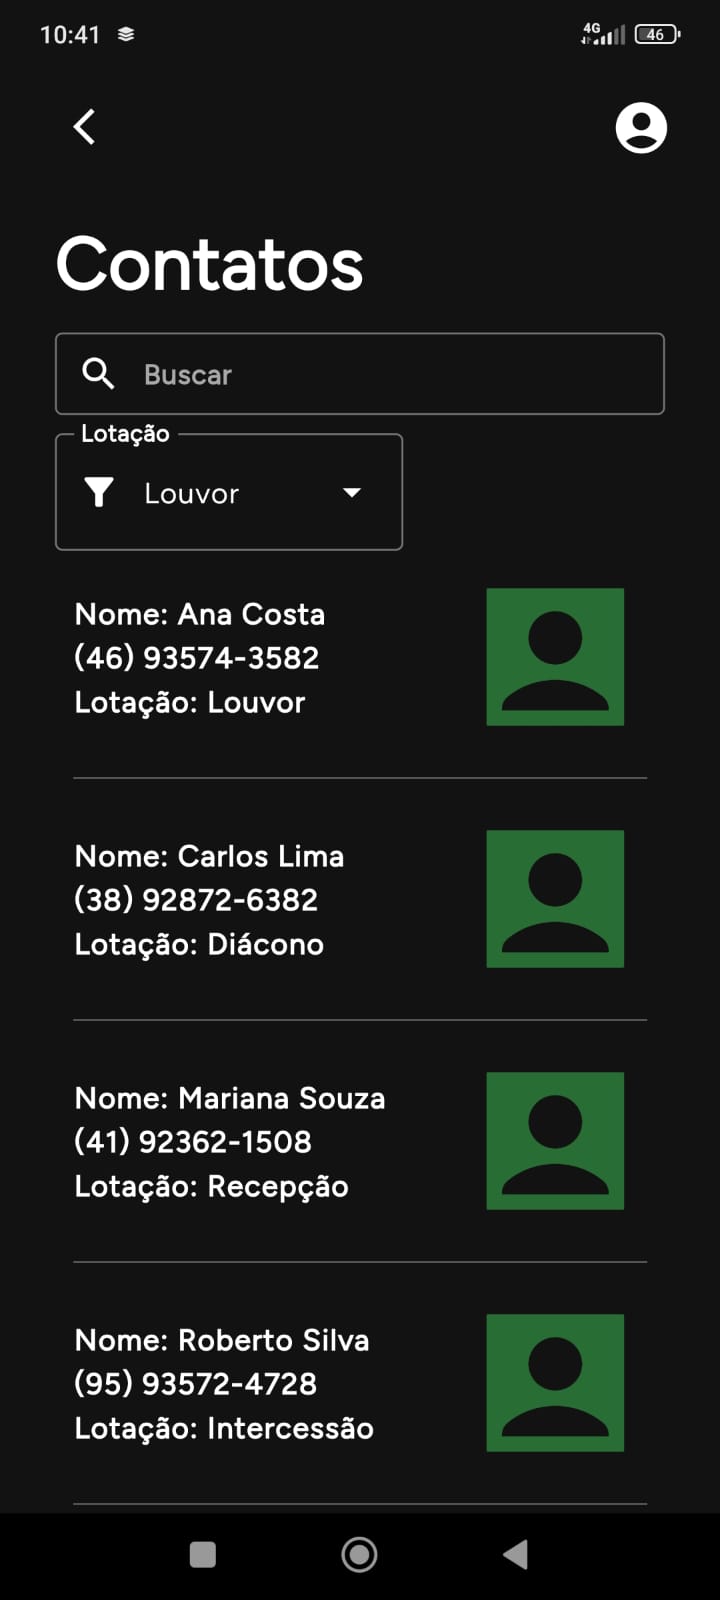 10:41
4G
46
Contatos
Buscar
Lotação
Louvor
Nome: Ana Costa
(46) 93574-3582
Lotação: Louvor
Nome: Carlos Lima
(38) 92872-6382
Lotação: Diácono
Nome: Mariana Souza
(41) 92362-1508
Lotação: Recepção
Nome: Roberto Silva
(95) 93572-4728
Lotação: Intercessão